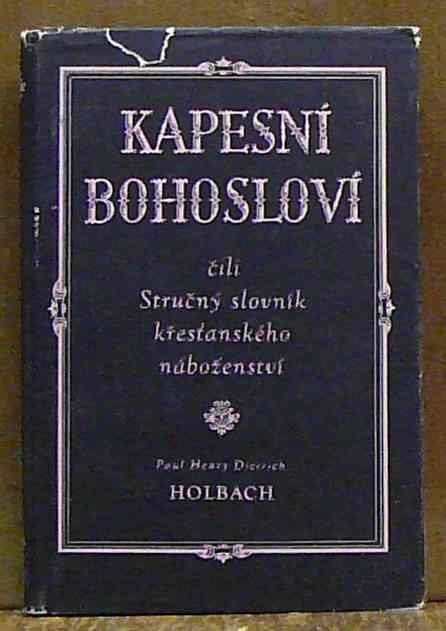 KAPESNÍ
BOHOSLOVÍ
čili
Stručný slovník
křesťanského
náboženství
Paul Henry Dietrich
HOLBACH